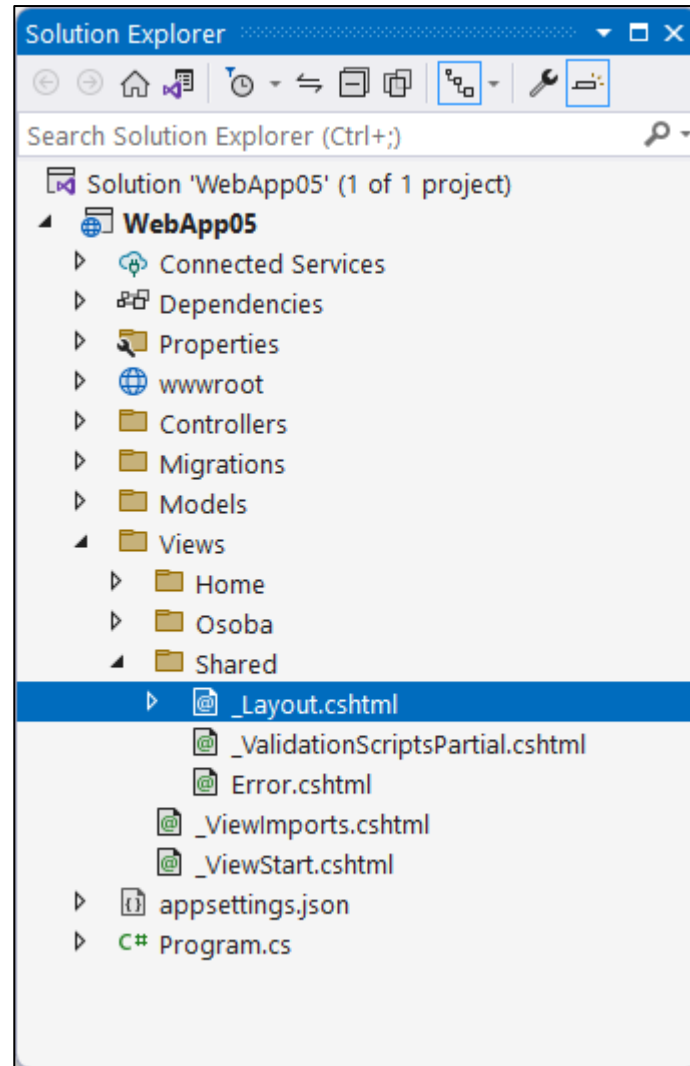 Solution Explorer
Search Solution Explorer (Ctrl+;)
Solution 'WebApp05' (1 of 1 project)
WebApp05
Connected Services
Dependencies
Properties
wwwroot
Controllers
Migrations
Models
Views
Home
Osoba
Shared
_Layout.cshtml
_ValidationScriptsPartial.cshtml
Error.cshtml
_ViewImports.cshtml
_ViewStart.cshtml
appsettings.json
C# Program.cs